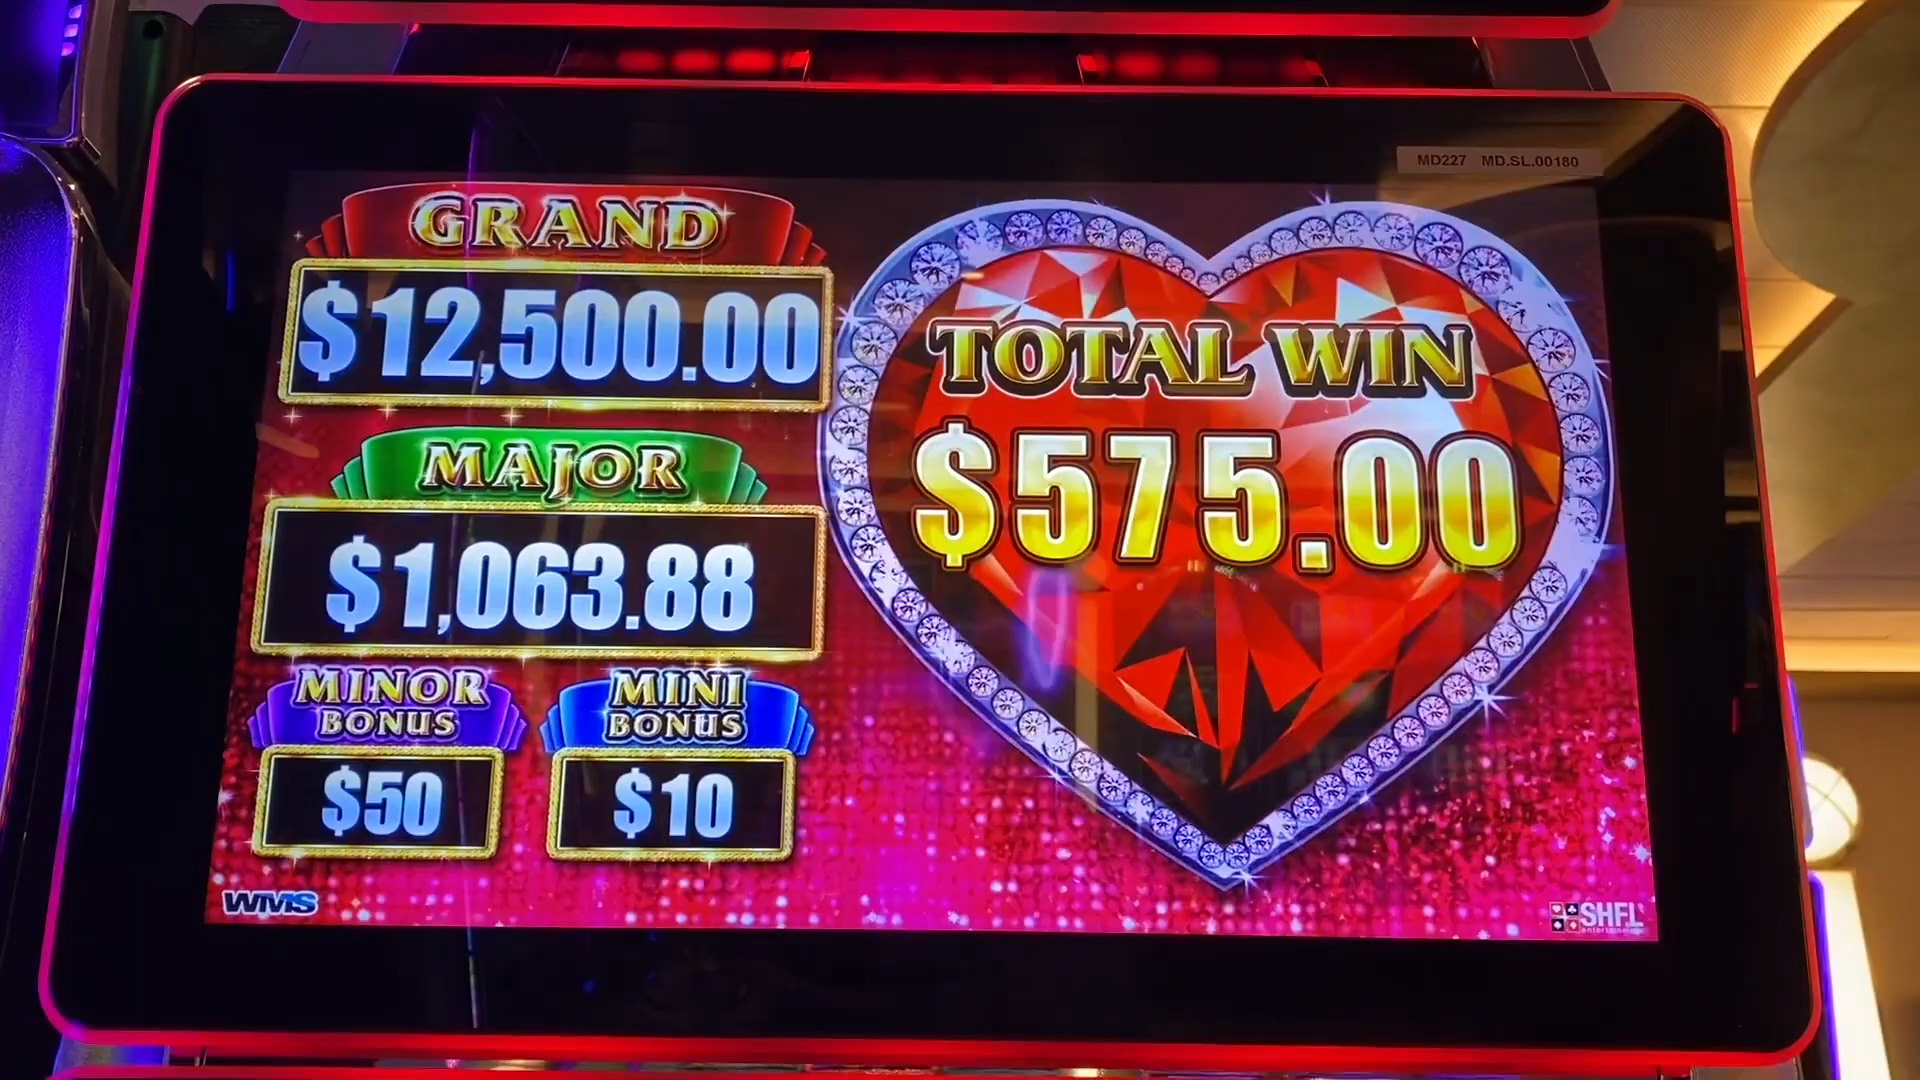 MD227 MD.SL.00180
GRAND
$12,500.00
MAJOR
$1,063.88
MINOR
BONUS
$50
MINI
BONUS
$10
TOTAL WIN
$575.00
WMS
SHFL
entertainment